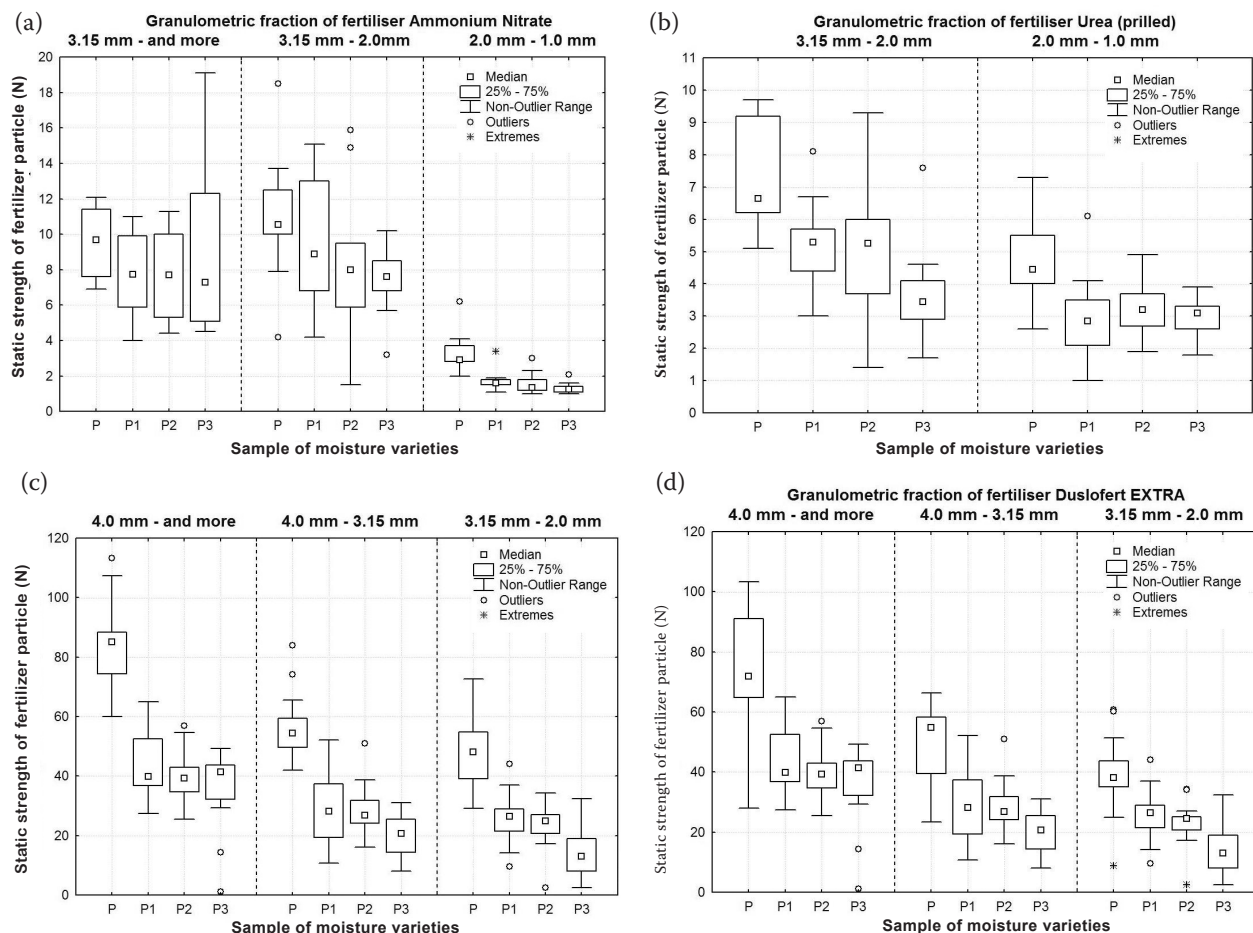 (a)
Granulometric fraction of fertiliser Ammonium Nitrate
3.15 mm - and more 3.15 mm - 2.0mm 2.0 mm - 1.0 mm
Static strength of fertilizer particle (N)
20
18
16
14
12
10
8
6
4
2
0
Median
25% - 75%
Non-Outlier Range
Outliers
Extremes
P P1 P2 P3 P P1 P2 P3 P P1 P2 P3
Sample of moisture varieties
(b)
Granulometric fraction of fertiliser Urea (prilled)
3.15 mm - 2.0 mm 2.0 mm - 1.0 mm
Static strength of fertilizer particle (N)
11
10
9
8
7
6
5
4
3
2
1
0
Median
25% - 75%
Non-Outlier Range
Outliers
Extremes
P P1 P2 P3 P P1 P2 P3
Sample of moisture varieties
(c)
4.0 mm - and more 4.0 mm - 3.15 mm 3.15 mm - 2.0 mm
Static strength of fertilizer particle (N)
120
100
80
60
40
20
0
Median
25% - 75%
Non-Outlier Range
Outliers
Extremes
P P1 P2 P3 P P1 P2 P3 P P1 P2 P3
Sample of moisture varieties
(d)
Granulometric fraction of fertiliser Duslofert EXTRA
4.0 mm - and more 4.0 mm - 3.15 mm 3.15 mm - 2.0 mm
Static strength of fertilizer particle (N)
120
100
80
60
40
20
0
Median
25% - 75%
Non-Outlier Range
Outliers
Extremes
P P1 P2 P3 P P1 P2 P3 P P1 P2 P3
Sample of moisture varieties